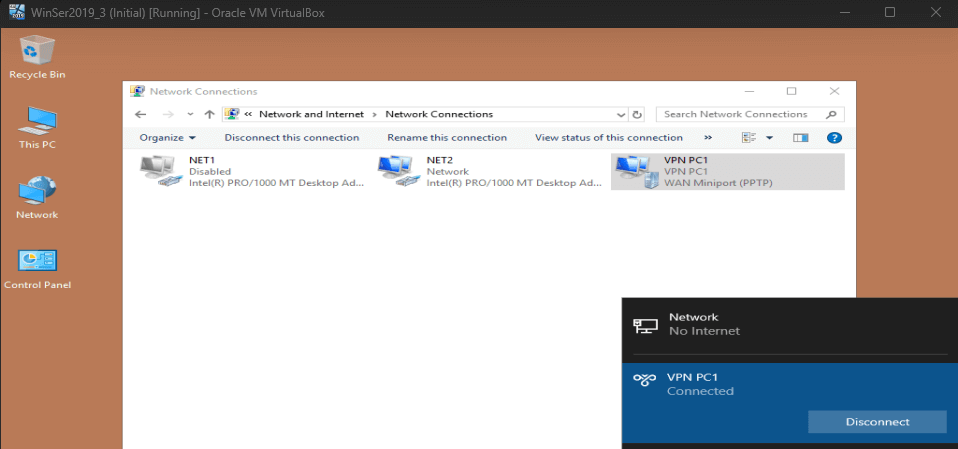 WinSer2019_3 (Initial) [Running] - Oracle VM VirtualBox
Recycle Bin
This PC
Network
Control Panel
Network Connections
« Network and Internet > Network Connections
Search Network Connections
Organize Disconnect this connection Rename this connection View status of this connection »
NET1
Disabled
Intel(R) PRO/1000 MT Desktop Ad...
NET2
Network
Intel(R) PRO/1000 MT Desktop Ad...
VPN PC1
VPN PC1
WAN Miniport (PPTP)
Network
No Internet
VPN PC1
Connected
Disconnect